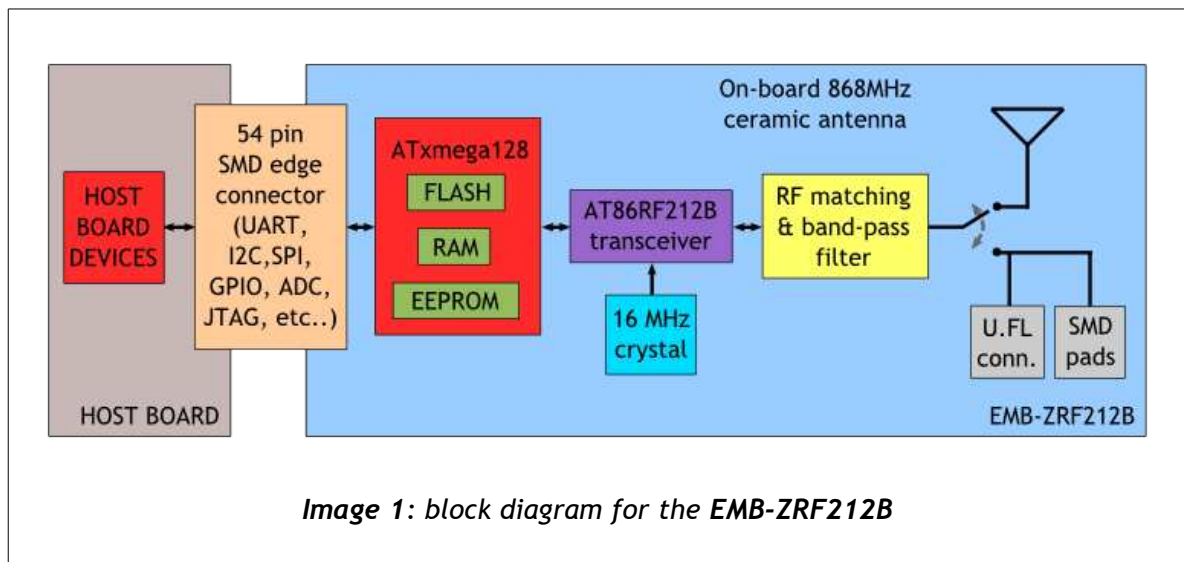 On-board 868MHz
ceramic antenna
54 pin
SMD edge
connector
(UART,
I2C,SPI,
GPIO, ADC,
JTAG, etc..)
HOST
BOARD
DEVICES
ATxmega128
FLASH
RAM
EEPROM
AT86RF212B
transceiver
16 MHz
crystal
RF matching
& band-pass
filter
U.FL
conn.
SMD
pads
HOST BOARD
EMB-ZRF212B
Image 1: block diagram for the EMB-ZRF212B